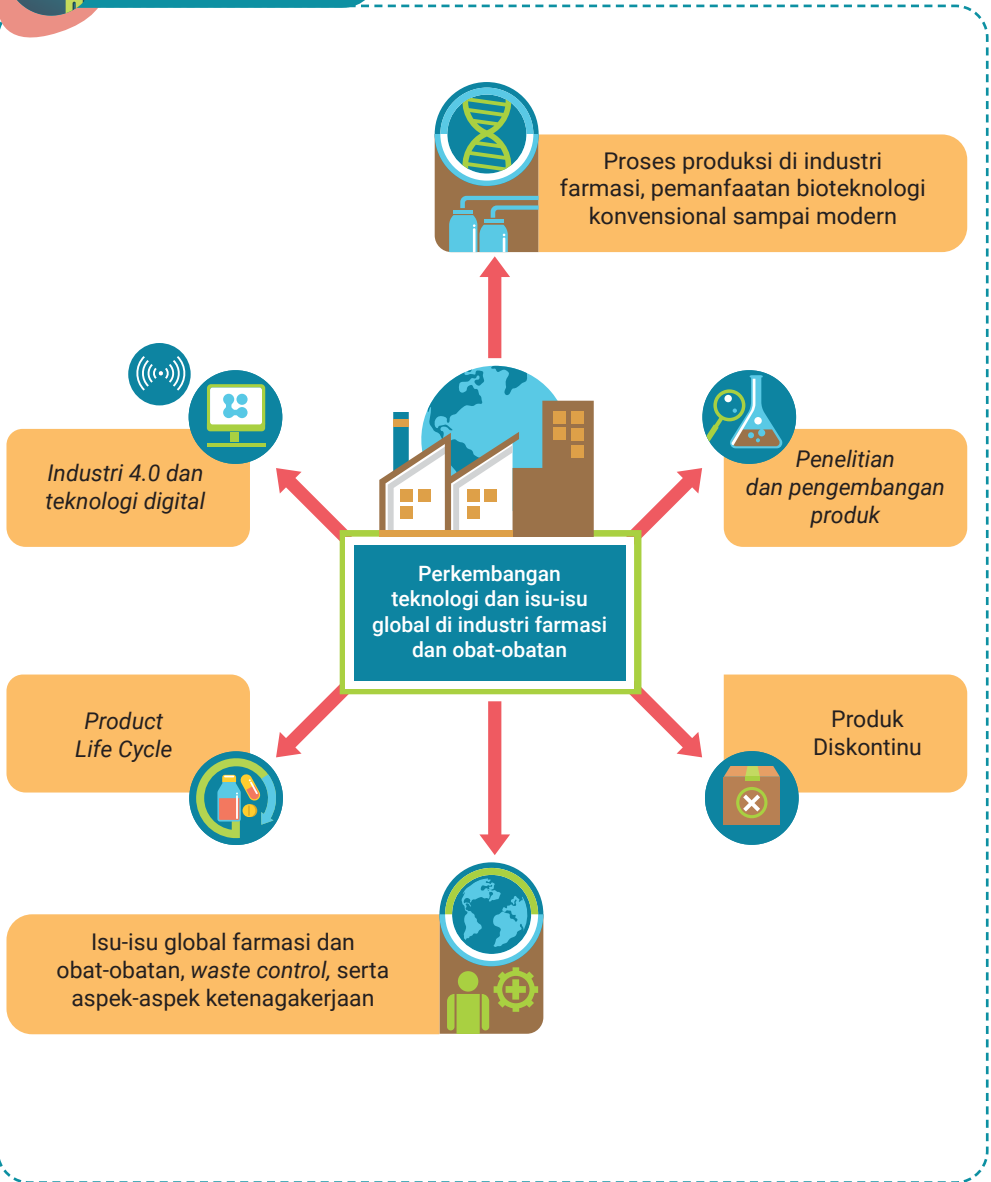 Proses produksi di industri
farmasi, pemanfaatan bioteknologi
konvensional sampai modern
Industri 4.0 dan
teknologi digital
Penelitian
dan pengembangan
produk
Perkembangan
teknologi dan isu-isu
global di industri farmasi
dan obat-obatan
Product
Life Cycle
Produk
Diskontinu
Isu-isu global farmasi dan
obat-obatan, waste control, serta
aspek-aspek ketenagakerjaan